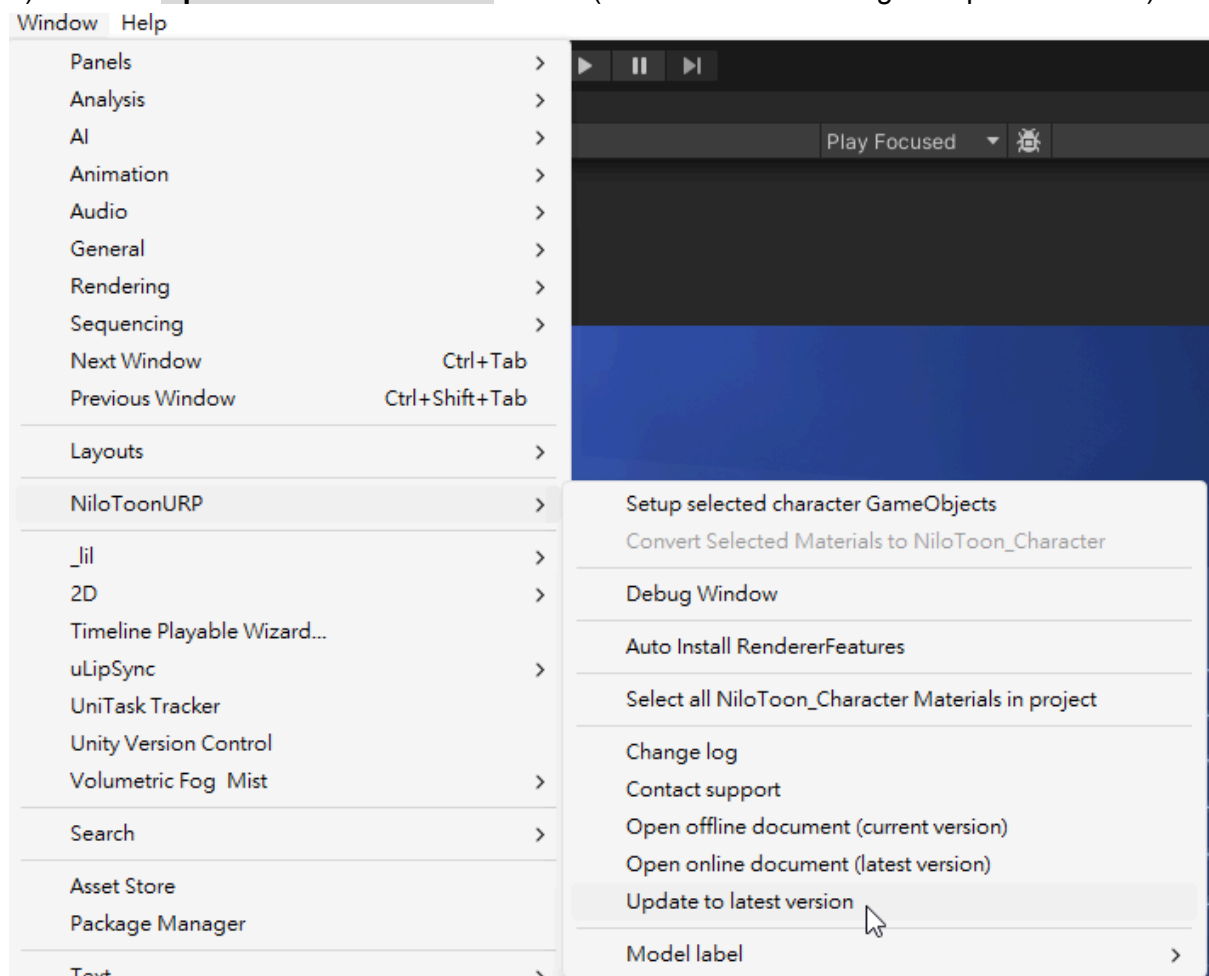 Window Help
Panels
Analysis
AI
Animation
Audio
General
Rendering
Sequencing
Next Window Ctrl+Tab
Previous Window Ctrl+Shift+Tab
Layouts
NiloToonURP
_lil
2D
Timeline Playable Wizard...
uLipSync
UniTask Tracker
Unity Version Control
Volumetric Fog Mist
Search
Asset Store
Package Manager
Text
Play Focused
Setup selected character GameObjects
Convert Selected Materials to NiloToon_Character
Debug Window
Auto Install RendererFeatures
Select all NiloToon_Character Materials in project
Change log
Contact support
Open offline document (current version)
Open online document (latest version)
Update to latest version
Model label